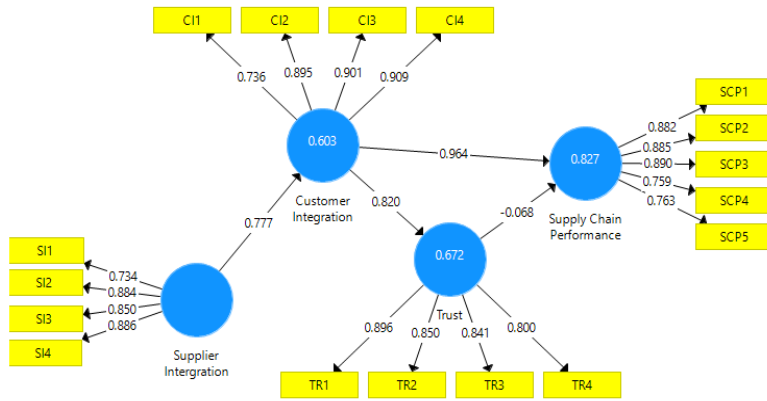 CI1 CI2 CI3 CI4
0.736 0.895 0.901 0.909
0.603
Customer
Integration
0.964
0.827
Supply Chain
Performance
SCP1
SCP2
SCP3
SCP4
SCP5
0.882
0.885
0.890
0.759
0.763
0.777
0.820
-0.068
SI1
SI2
SI3
SI4
0.734
0.884
0.850
0.886
Supplier
Intergration
0.672
Trust
0.896 0.850 0.841 0.800
TR1 TR2 TR3 TR4